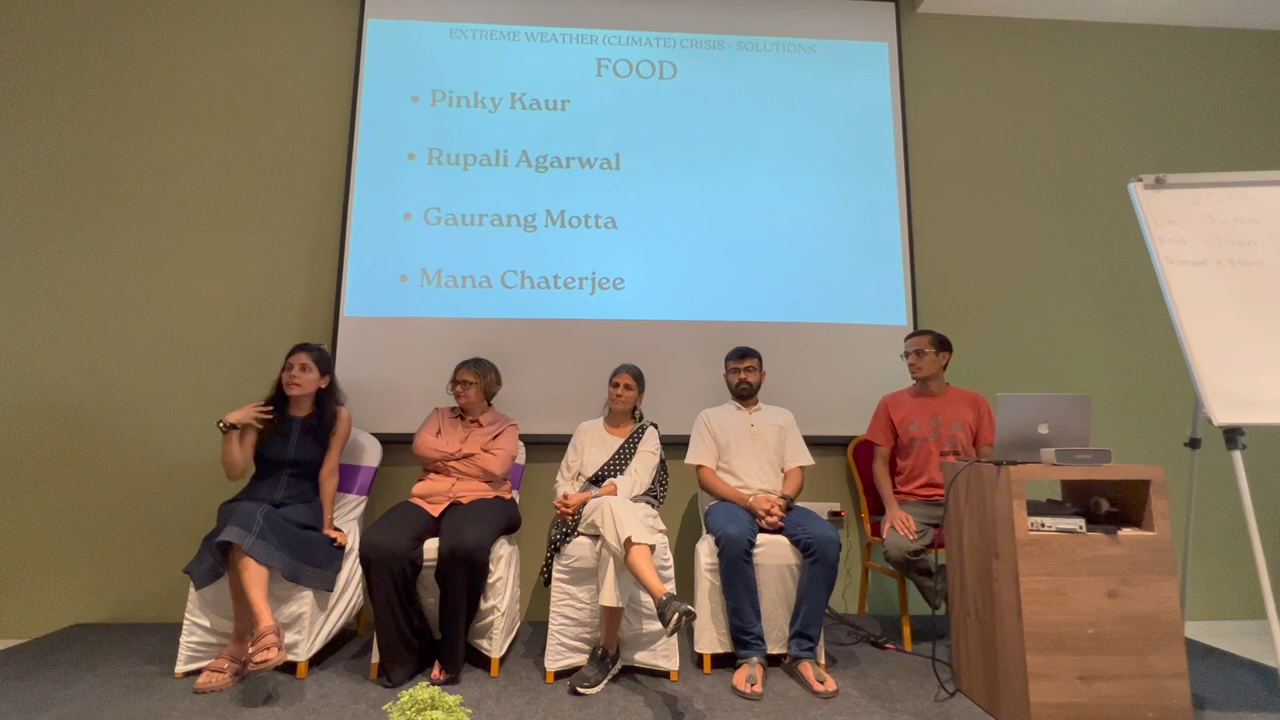 EXTREME WEATHER (CLIMATE) CRISIS - SOLUTIONS
FOOD
• Pinky Kaur
• Rupali Agarwal
• Gaurang Motta
• Mana Chaterjee